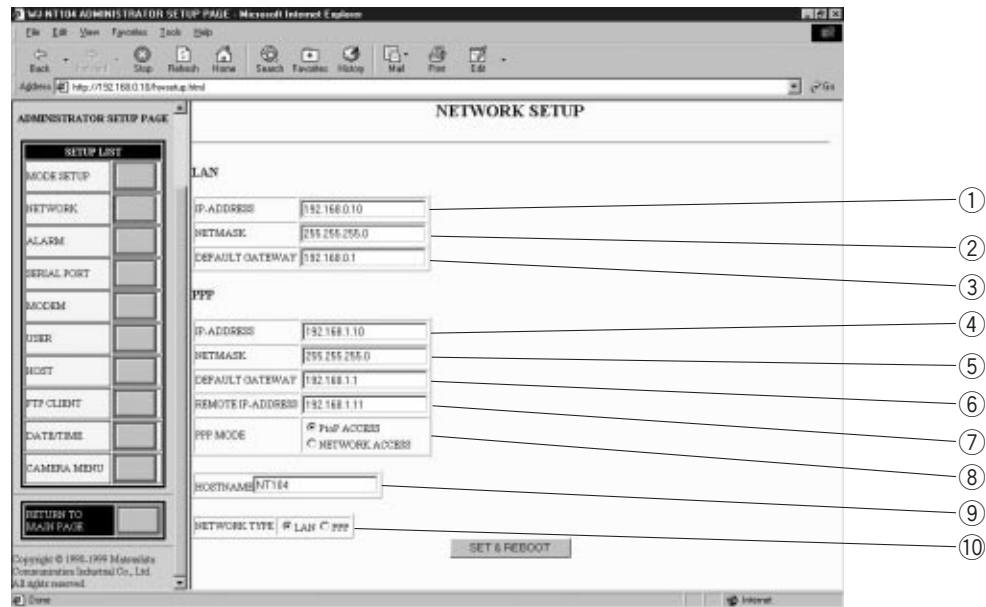 WJ-NT104 ADMINISTRATOR SETUP PAGE - Microsoft Internet Explorer
File Edit View Favorites Tools Help
Back Forward Stop Refresh Home Search Favorites History Mail Print Edit
Address http://192.168.0.10/hwsetup.html Go
ADMINISTRATOR SETUP PAGE
SETUP LIST
MODE SETUP
NETWORK
ALARM
SERIAL PORT
MODEM
USER
HOST
FTP CLIENT
DATE/TIME
CAMERA MENU
RETURN TO
MAIN PAGE
Copyright © 1998-1999 Matsushita
Communication Industrial Co., Ltd.
All rights reserved.
NETWORK SETUP
LAN
IP-ADDRESS 192.168.0.10 ①
NETMASK 255.255.255.0 ②
DEFAULT GATEWAY 192.168.0.1 ③
PPP
IP-ADDRESS 192.168.1.10 ④
NETMASK 255.255.255.0 ⑤
DEFAULT GATEWAY 192.168.1.1 ⑥
REMOTE IP-ADDRESS 192.168.1.11 ⑦
PPP MODE PtoP ACCESS
NETWORK ACCESS ⑧
HOSTNAME NT104 ⑨
NETWORK TYPE LAN PPP ⑩
SET & REBOOT
Done Internet